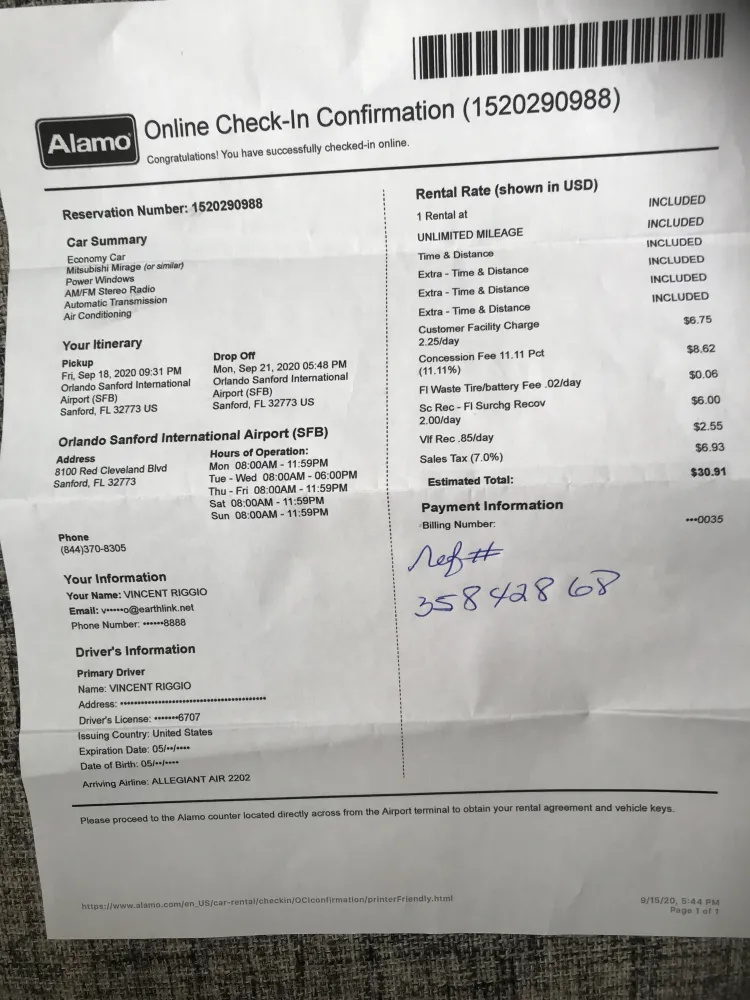 Alamo
Online Check-In Confirmation (1520290988)
Congratulations! You have successfully checked-in online.
Reservation Number: 1520290988
Car Summary
Economy Car
Mitsubishi Mirage (or similar)
Power Windows
AM/FM Stereo Radio
Automatic Transmission
Air Conditioning
Your Itinerary
Pickup
Fri, Sep 18, 2020 09:31 PM
Orlando Sanford International
Airport (SFB)
Sanford, FL 32773 US
Drop Off
Mon, Sep 21, 2020 05:48 PM
Orlando Sanford International
Airport (SFB)
Sanford, FL 32773 US
Orlando Sanford International Airport (SFB)
Address
8100 Red Cleveland Blvd
Sanford, FL 32773
Hours of Operation:
Mon 08:00AM - 11:59PM
Tue - Wed 08:00AM - 06:00PM
Thu - Fri 08:00AM - 11:59PM
Sat 08:00AM - 11:59PM
Sun 08:00AM - 11:59PM
Phone
(844)370-8305
Your Information
Your Name: VINCENT RIGGIO
Email: v•••••o@earthlink.net
Phone Number: ••••••8888
Driver's Information
Primary Driver
Name: VINCENT RIGGIO
Address: ••••••••••••••••••••••••••••••••••••••••
Driver's License: •••••••6707
Issuing Country: United States
Expiration Date: 05/••/••••
Date of Birth: 05/••/••••
Arriving Airline: ALLEGIANT AIR 2202
Rental Rate (shown in USD)
1 Rental at INCLUDED
UNLIMITED MILEAGE INCLUDED
Time & Distance INCLUDED
Extra - Time & Distance INCLUDED
Extra - Time & Distance INCLUDED
Extra - Time & Distance INCLUDED
Customer Facility Charge $6.75
2.25/day
Concession Fee 11.11 Pct $8.62
(11.11%)
Fl Waste Tire/battery Fee .02/day $0.06
Sc Rec - Fl Surchg Recov $6.00
2.00/day
Vlf Rec .85/day $2.55
Sales Tax (7.0%) $6.93
Estimated Total: $30.91
Payment Information
Billing Number: •••0035
Ref #
35842868
Please proceed to the Alamo counter located directly across from the Airport terminal to obtain your rental agreement and vehicle keys.
https://www.alamo.com/en_US/car-rental/checkin/OCIconfirmation/printerFriendly.html
9/15/20, 5:44 PM
Page 1 of 1